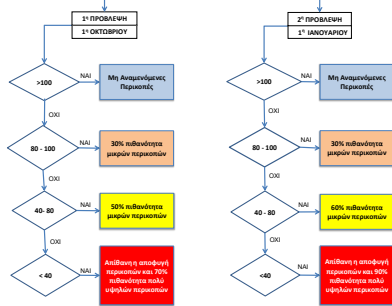 1η ΠΡΟΒΛΕΨΗ
1η ΟΚΤΩΒΡΙΟΥ
>100
ΝΑΙ
Μη Αναμενόμενες
Περικοπές
ΟΧΙ
80 - 100
ΝΑΙ
30% πιθανότητα
μικρών περικοπών
ΟΧΙ
40- 80
ΝΑΙ
50% πιθανότητα
μικρών περικοπών
ΟΧΙ
< 40
ΝΑΙ
Απίθανη η αποφυγή
περικοπών και 70%
πιθανότητα πολύ
υψηλών περικοπών
2η ΠΡΟΒΛΕΨΗ
1η ΙΑΝΟΥΑΡΙΟΥ
>100
ΝΑΙ
Μη Αναμενόμενες
Περικοπές
ΟΧΙ
80 - 100
ΝΑΙ
30% πιθανότητα
μικρών περικοπών
ΟΧΙ
40 - 80
ΝΑΙ
60% πιθανότητα
μικρών περικοπών
ΟΧΙ
<40
ΝΑΙ
Απίθανη η αποφυγή
περικοπών και 90%
πιθανότητα πολύ
υψηλών περικοπών